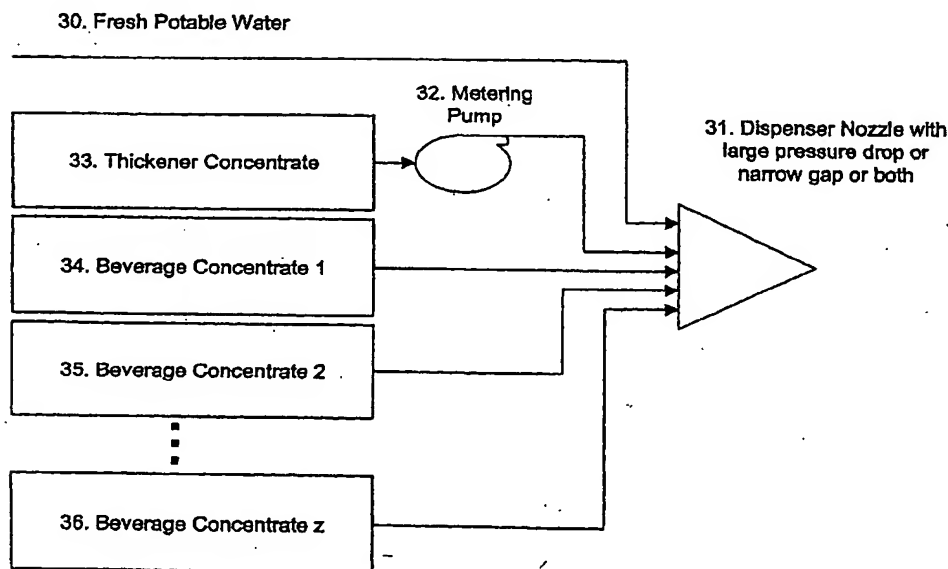 30. Fresh Potable Water
32. Metering
Pump
31. Dispenser Nozzle with
large pressure drop or
narrow gap or both
33. Thickener Concentrate
34. Beverage Concentrate 1
35. Beverage Concentrate 2
36. Beverage Concentrate z